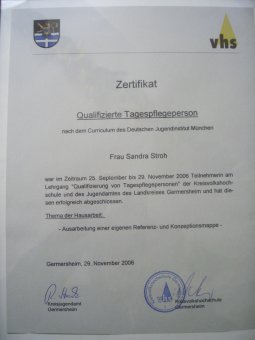 vhs
Zertifikat
Qualifizierte Tagespflegeperson
nach dem Curriculum des Deutschen Jugendinstitut München
Frau Sandra Stroh
war im Zeitraum 25. September bis 29. November 2006 Teilnehmerin am
Lehrgang "Qualifizierung von Tagespflegepersonen" der Kreisvolkshoch-
schule und des Jugendamtes des Landkreises Germersheim und hat die-
sen erfolgreich abgeschlossen.
Thema der Hausarbeit:
- Ausarbeitung einer eigenen Referenz- und Konzeptionsmappe -
Germersheim, 29. November 2006
Kreisjugendamt
Germersheim
Kreisvolkshochschule
Germersheim